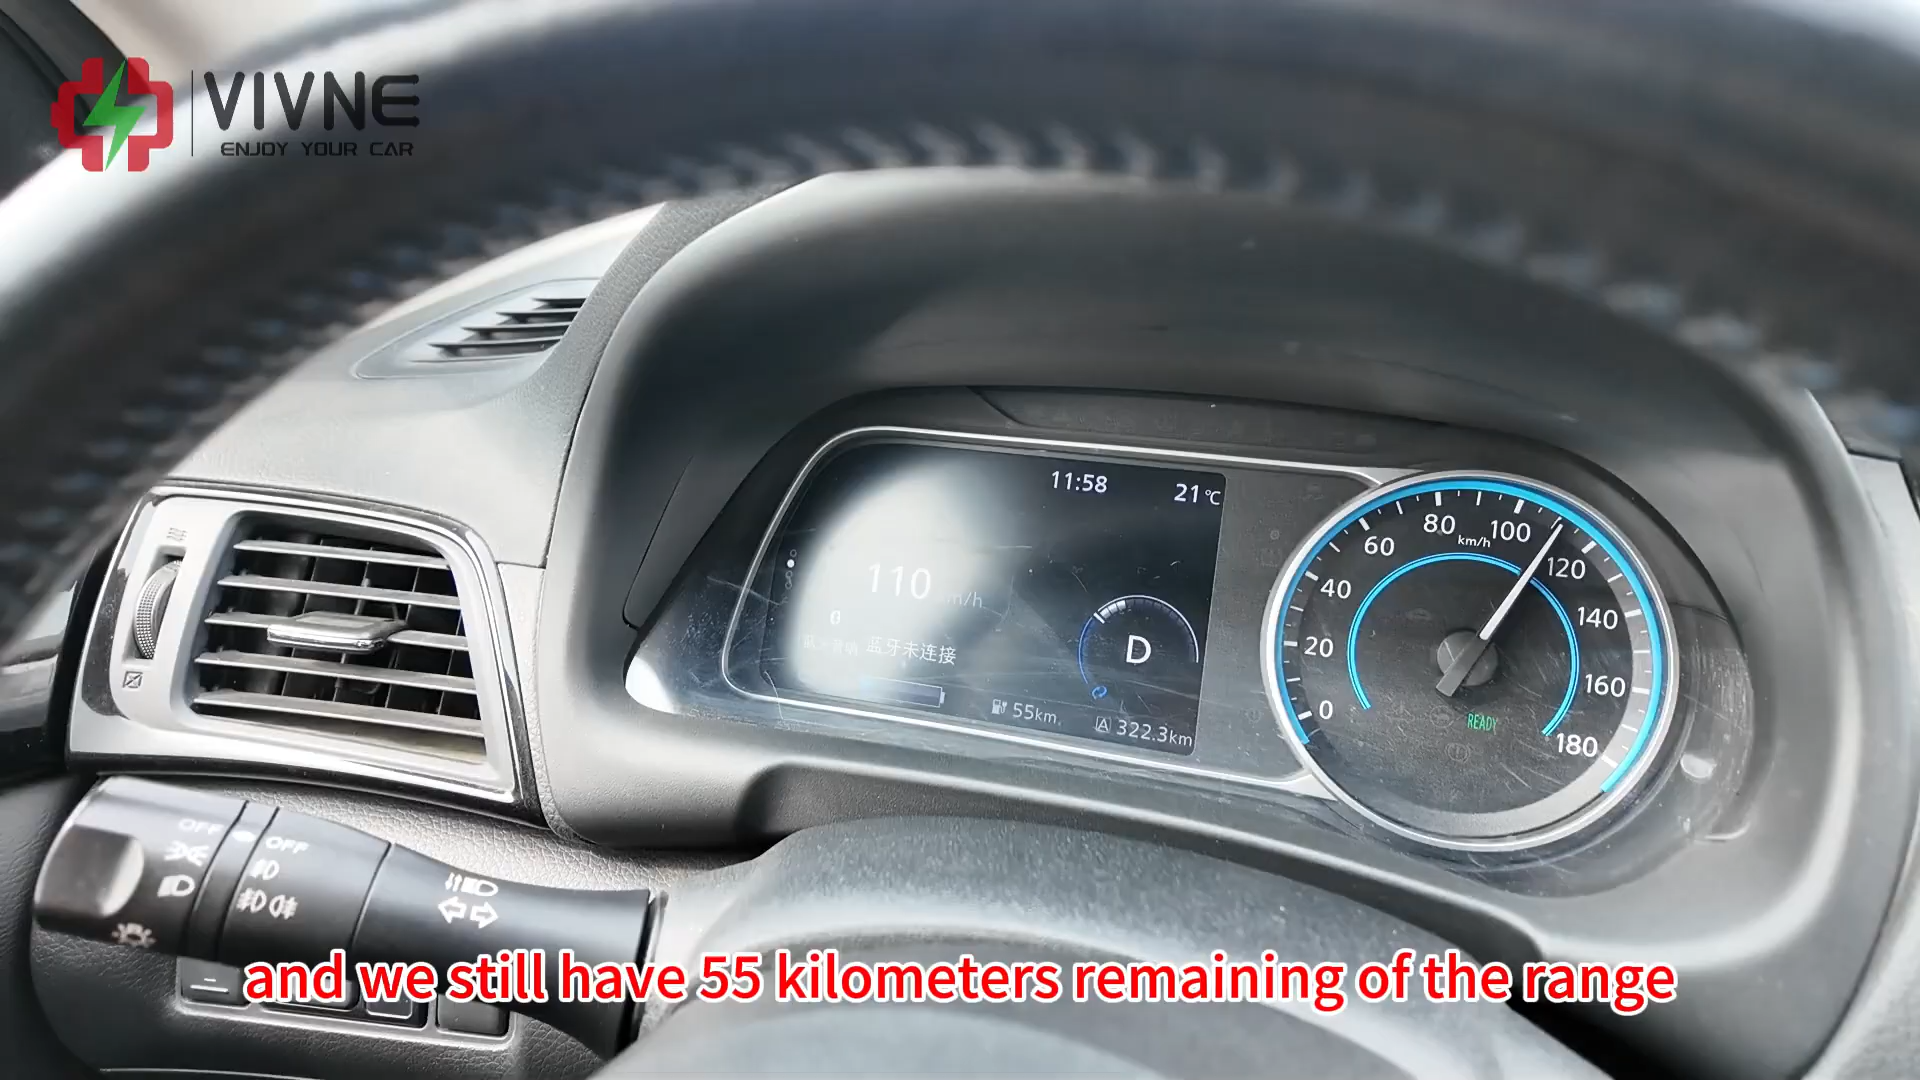 VIVNE
ENJOY YOUR CAR
11:58
21°C
110 km/h
蓝牙未连接
D
55km
A 322.3km
0
20
40
60
80
100
120
140
160
180
km/h
READY
OFF
OFF
and we still have 55 kilometers remaining of the range